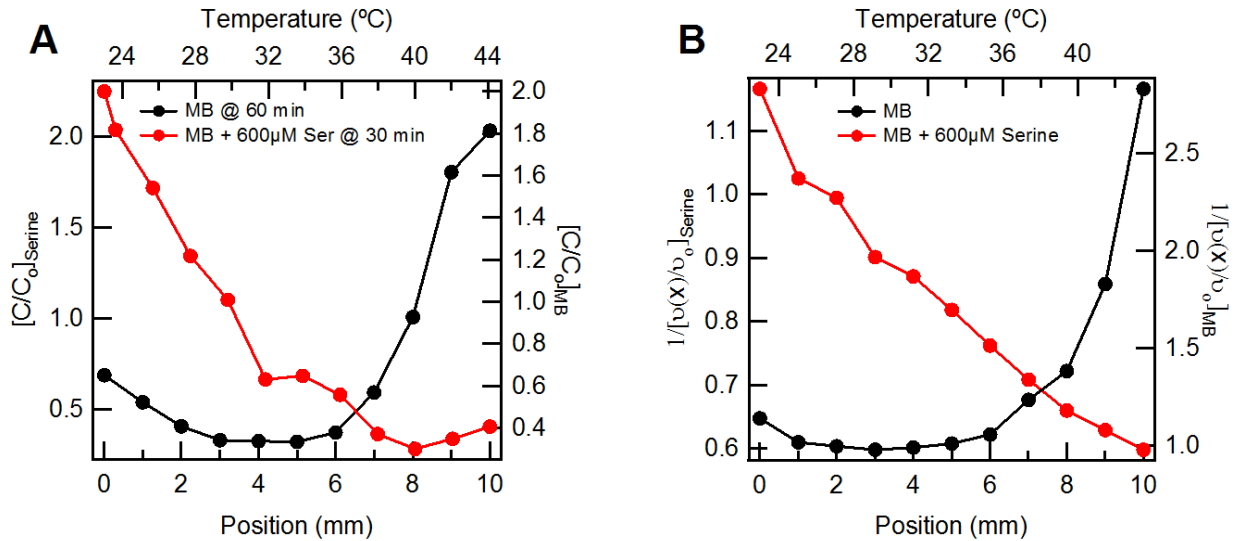 A
Temperature (ºC)
24 28 32 36 40 44
MB @ 60 min
MB + 600µM Ser @ 30 min
[C/Co]Serine
2.0
1.5
1.0
0.5
[C/Co]MB
2.0
1.8
1.6
1.4
1.2
1.0
0.8
0.6
0.4
0 2 4 6 8 10
Position (mm)
B
Temperature (ºC)
24 28 32 36 40
MB
MB + 600µM Serine
1/[υ(x)/υo]Serine
1.1
1.0
0.9
0.8
0.7
0.6
1/[υ(x)/υo]MB
2.5
2.0
1.5
1.0
0 2 4 6 8 10
Position (mm)